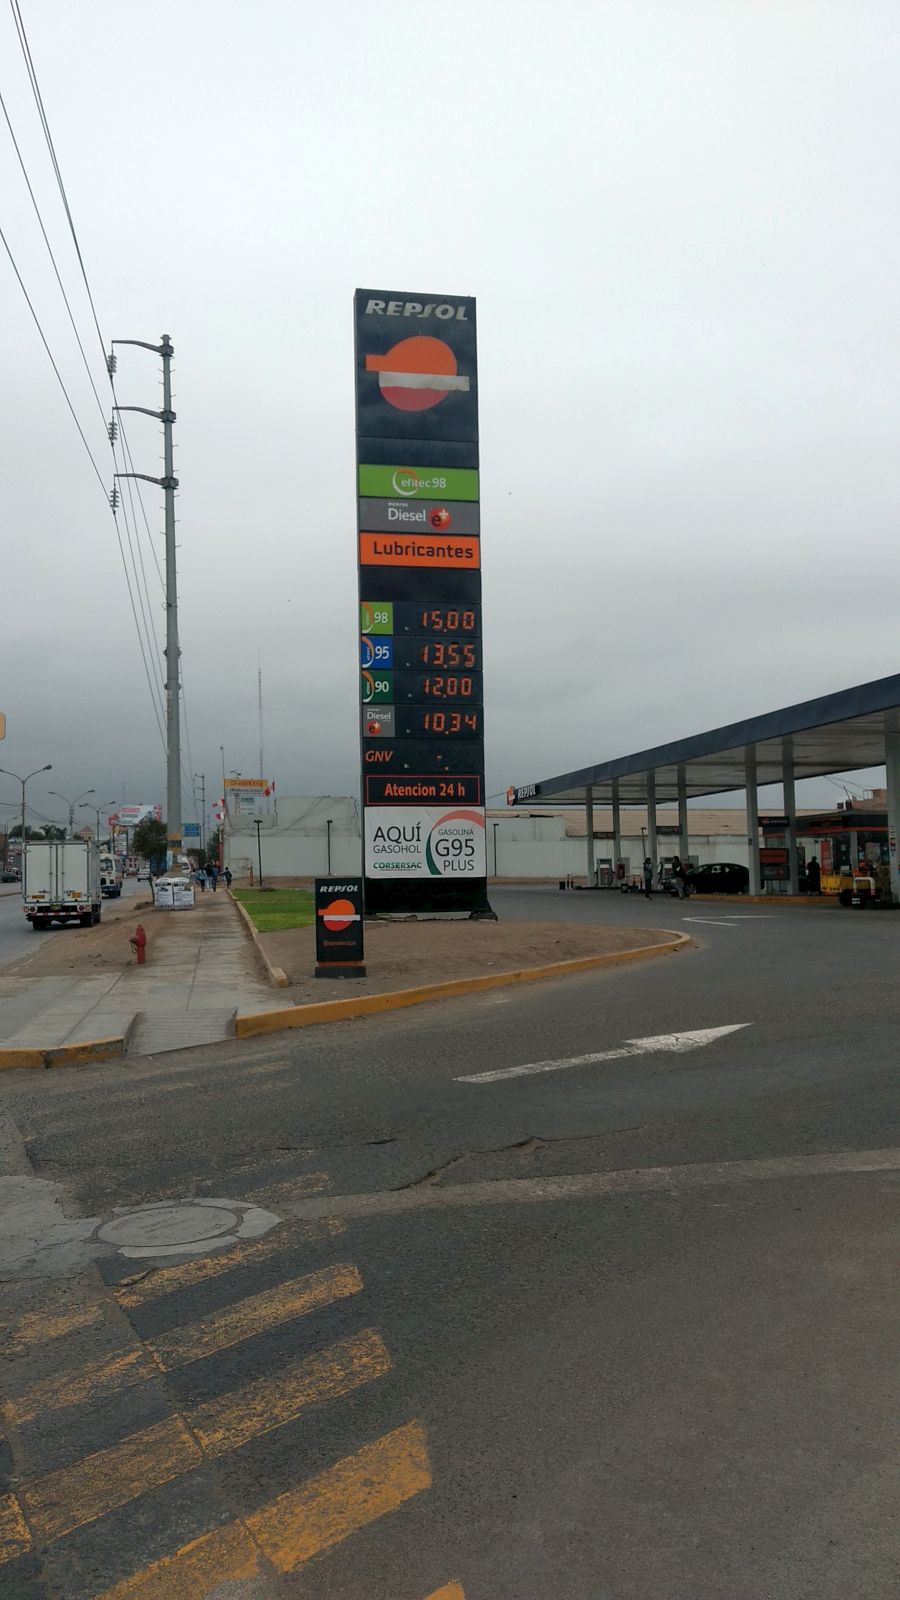 REPSOL
efitec 98
REPSOL
Diesel e+
Lubricantes
98 15.00
95 13.55
90 12.00
Diesel e+ 10.34
GNV
Atencion 24 h
AQUÍ
GASOHOL
CORSERSAC
GASOLINA
G95
PLUS
REPSOL
Bienvenidos
REPSOL